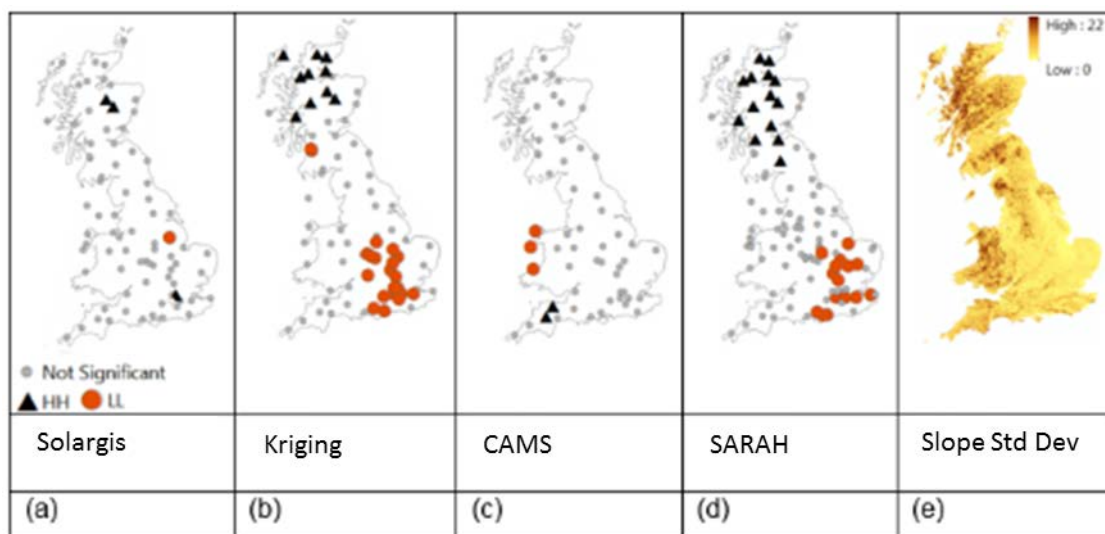 High : 22
Low : 0
Not Significant
HH LL
Solargis Kriging CAMS SARAH Slope Std Dev
(a) (b) (c) (d) (e)